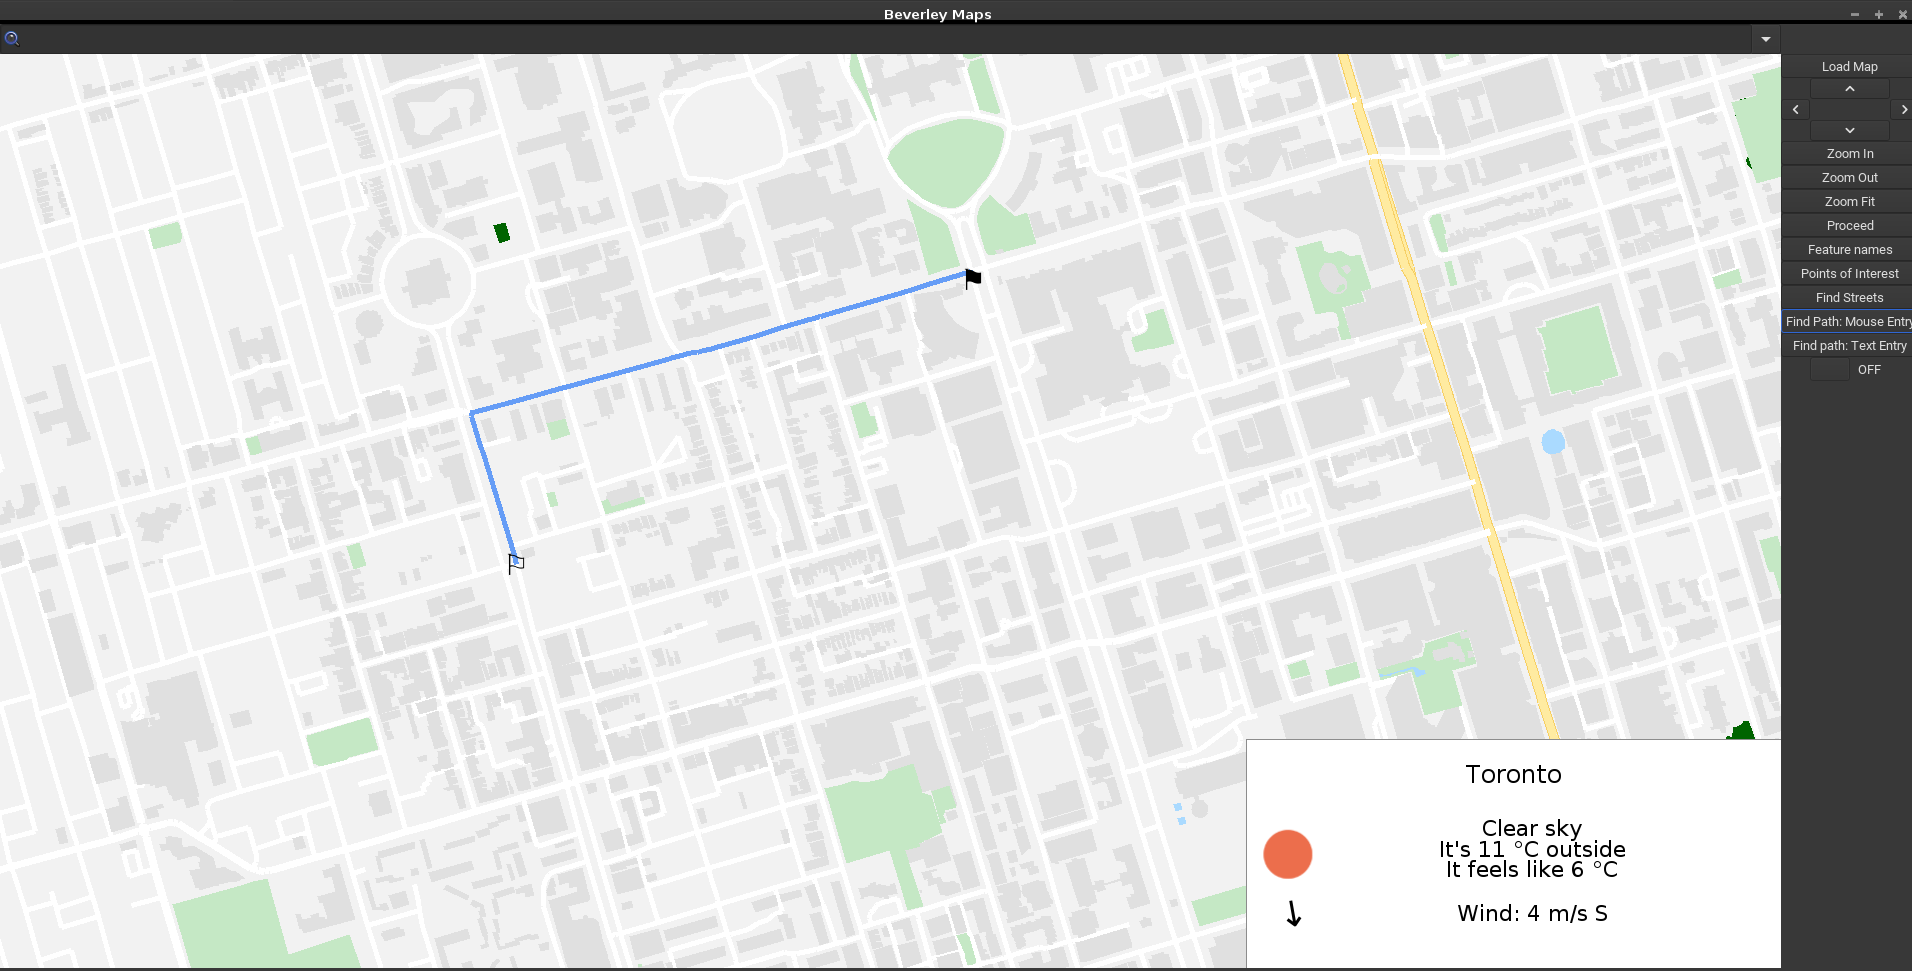 Beverley Maps
Load Map
Zoom In
Zoom Out
Zoom Fit
Proceed
Feature names
Points of Interest
Find Streets
Find Path: Mouse Entry
Find path: Text Entry
OFF
Toronto
Clear sky
It's 11 °C outside
It feels like 6 °C
Wind: 4 m/s S